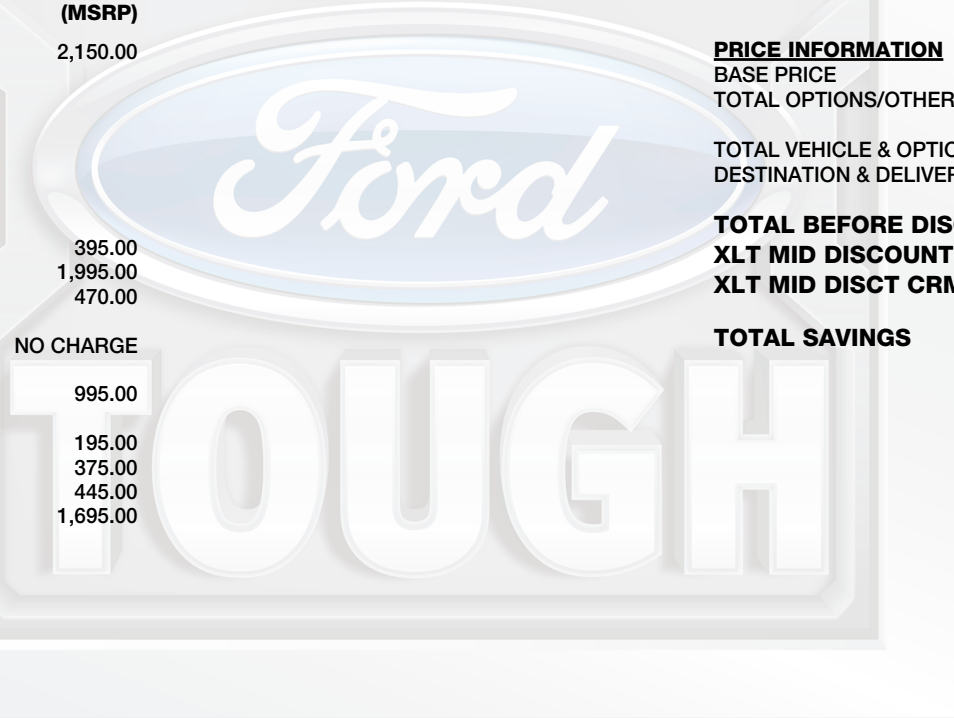 (MSRP)
2,150.00
395.00
1,995.00
470.00
NO CHARGE
995.00
195.00
375.00
445.00
1,695.00
PRICE INFORMATION
BASE PRICE
TOTAL OPTIONS/OTHER
TOTAL VEHICLE & OPTIO
DESTINATION & DELIVER
TOTAL BEFORE DISC
XLT MID DISCOUNT
XLT MID DISCT CRM
TOTAL SAVINGS
Ford
TOUGH